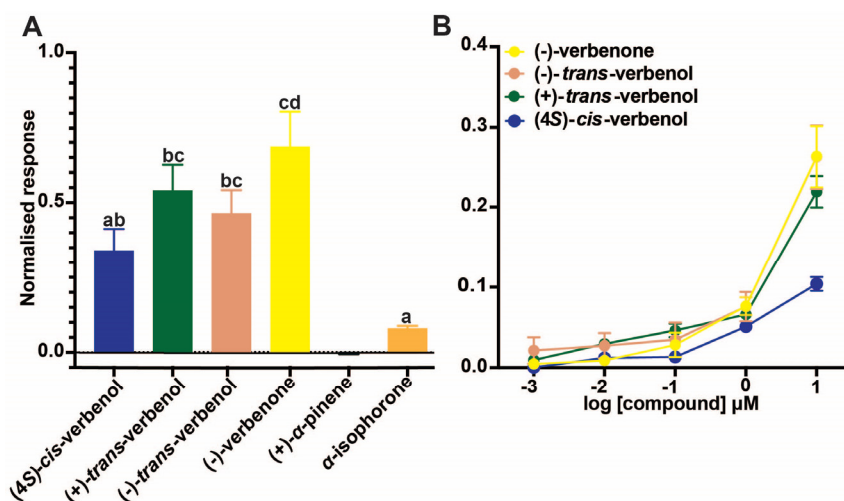 A
1.0
0.5
0.0
Normalised response
ab
bc
bc
cd
a
(4S)-cis-verbenol
(+)-trans-verbenol
(-)-trans-verbenol
(-)-verbenone
(+)-α-pinene
α-isophorone
B
0.4
0.3
0.2
0.1
0.0
(-)-verbenone
(-)-trans-verbenol
(+)-trans-verbenol
(4S)-cis-verbenol
-3 -2 -1 0 1
log [compound] µM